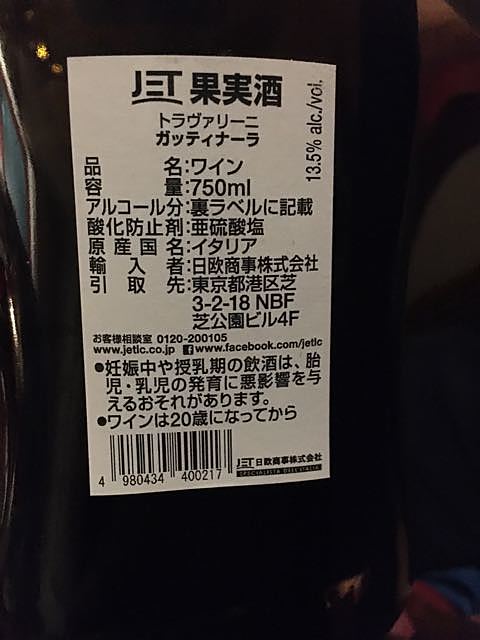 JET 果実酒
トラヴァリーニ
ガッティナーラ
13.5% alc./vol.
品名:ワイン
容量:750ml
アルコール分:裏ラベルに記載
酸化防止剤:亜硫酸塩
原産国名:イタリア
輸入者:日欧商事株式会社
引取先:東京都港区芝
3-2-18 NBF
芝公園ビル4F
お客様相談室 0120-200105
www.jetlc.co.jp f www.facebook.com/jetlc
●妊娠中や授乳期の飲酒は、胎
児・乳児の発育に悪影響を与
えるおそれがあります。
●ワインは20歳になってから
4 980434 400217
JET 日欧商事株式会社
SPECIALISTA DELL'ITALIA